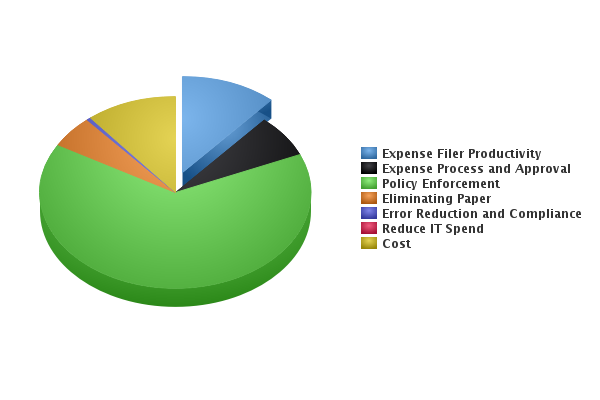 Expense Filer Productivity
Expense Process and Approval
Policy Enforcement
Eliminating Paper
Error Reduction and Compliance
Reduce IT Spend
Cost